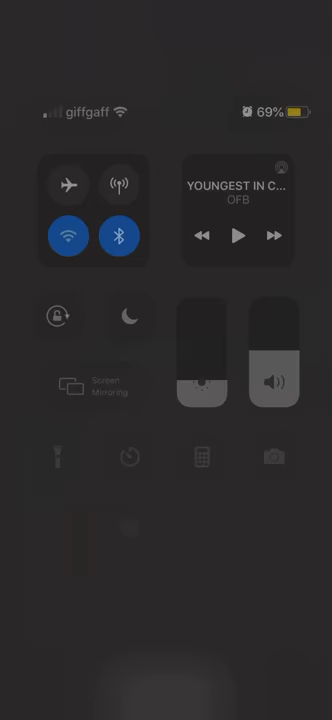 giffgaff
69%
YOUNGEST IN C...
OFB
Screen
Mirroring